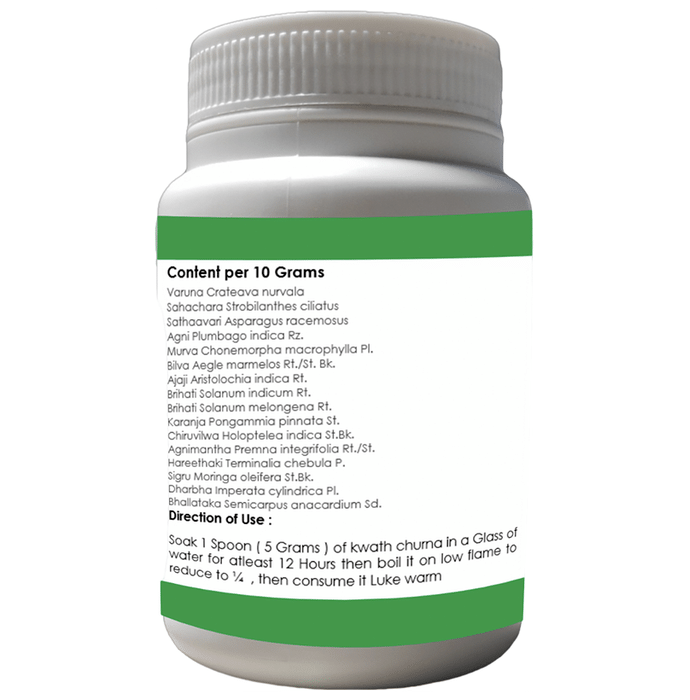 Content per 10 Grams
Varuna Crateava nurvala
Sahachara Strobilanthes ciliatus
Sathaavari Asparagus racemosus
Agni Plumbago indica Rz.
Murva Chonemorpha macrophylla Pl.
Bilva Aegle marmelos Rt./St. Bk.
Ajaji Aristolochia indica Rt.
Brihati Solanum indicum Rt.
Brihati Solanum melongena Rt.
Karanja Pongammia pinnata St.
Chiruvilwa Holoptelea indica St.Bk.
Agnimantha Premna integrifolia Rt./St.
Hareethaki Terminalia chebula P.
Sigru Moringa oleifera St.Bk.
Dharbha Imperata cylindrica Pl.
Bhallataka Semicarpus anacardium Sd.
Direction of Use :
Soak 1 Spoon ( 5 Grams ) of kwath churna in a Glass of
water for atleast 12 Hours then boil it on low flame to
reduce to ¼ , then consume it Luke warm